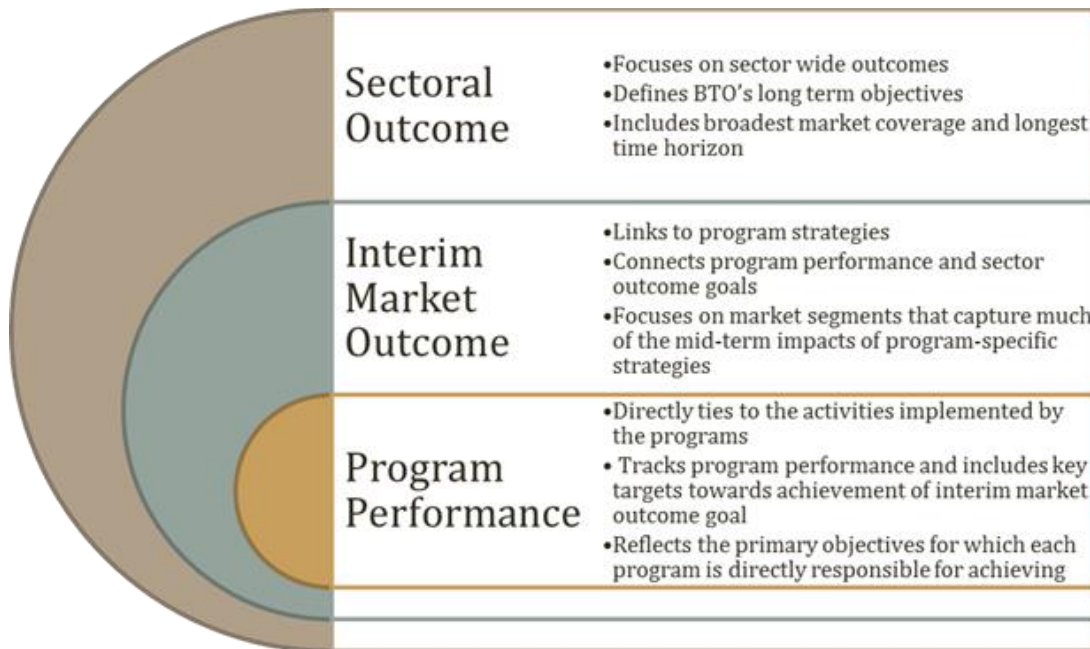 Sectoral
Outcome
•Focuses on sector wide outcomes
•Defines BTO's long term objectives
•Includes broadest market coverage and longest
time horizon
Interim
Market
Outcome
•Links to program strategies
•Connects program performance and sector
outcome goals
•Focuses on market segments that capture much
of the mid-term impacts of program-specific
strategies
Program
Performance
•Directly ties to the activities implemented by
the programs
• Tracks program performance and includes key
targets towards achievement of interim market
outcome goal
•Reflects the primary objectives for which each
program is directly responsible for achieving